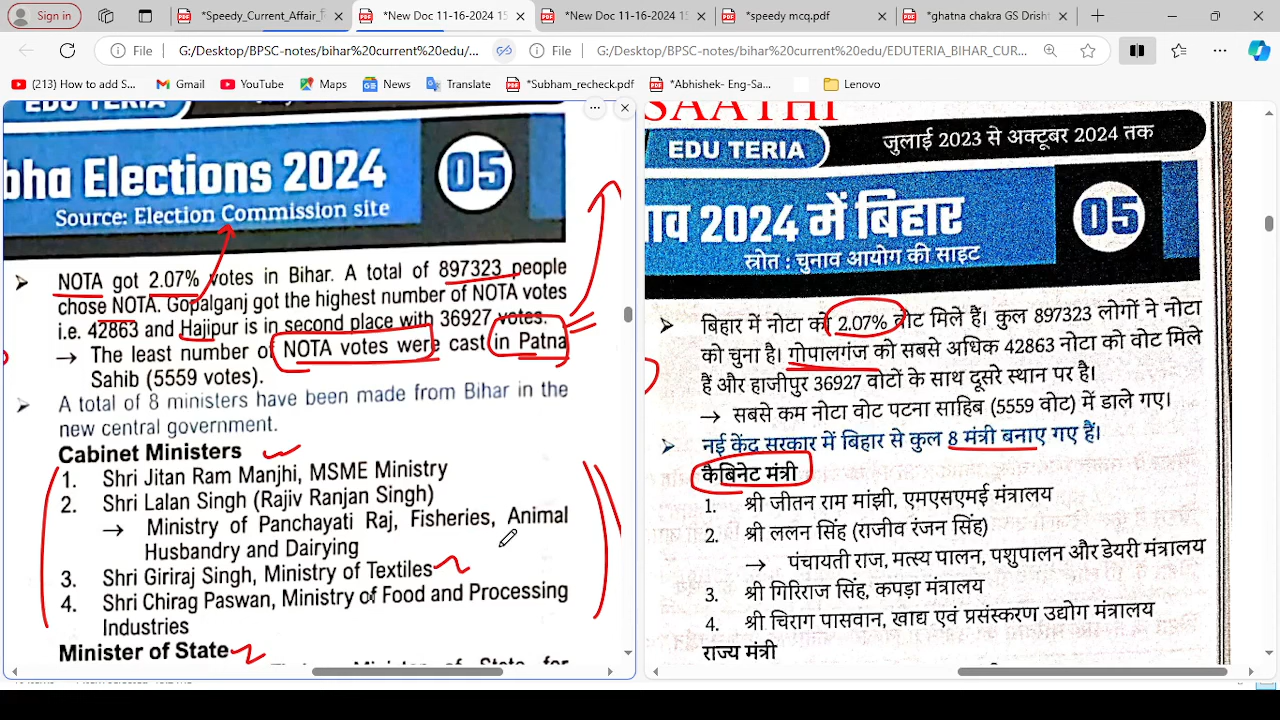 Sign in
*Speedy_Current_Affair_
*New Doc 11-16-2024 15
*New Doc 11-16-2024 15
*speedy mcq.pdf
*ghatna chakra GS Drisht
File
G:/Desktop/BPSC-notes/bihar%20current%20edu/...
File
G:/Desktop/BPSC-notes/bihar%20current%20edu/EDUTERIA_BIHAR_CUR...
(213) How to add S...
Gmail
YouTube
Maps
News
Translate
*Subham_recheck.pdf
*Abhishek- Eng-Sa...
Lenovo
EDU TERIA
bha Elections 2024
05
Source: Election Commission site
➤ NOTA got 2.07% votes in Bihar. A total of 897323 people
chose NOTA. Gopalganj got the highest number of NOTA votes
i.e. 42863 and Hajipur is in second place with 36927 votes.
→ The least number of NOTA votes were cast in Patna
Sahib (5559 votes).
➤ A total of 8 ministers have been made from Bihar in the
new central government.
Cabinet Ministers
1. Shri Jitan Ram Manjhi, MSME Ministry
2. Shri Lalan Singh (Rajiv Ranjan Singh)
→ Ministry of Panchayati Raj, Fisheries, Animal
Husbandry and Dairying
3. Shri Giriraj Singh, Ministry of Textiles
4. Shri Chirag Paswan, Ministry of Food and Processing
Industries
Minister of State
SAATHI
EDU TERIA
जुलाई 2023 से अक्टूबर 2024 तक
ाव 2024 में बिहार
05
स्रोत : चुनाव आयोग की साइट
➤ बिहार में नोटा को 2.07% वोट मिले हैं। कुल 897323 लोगों ने नोटा
को चुना है। गोपालगंज को सबसे अधिक 42863 नोटा को वोट मिले
हैं और हाजीपुर 36927 वोटों के साथ दूसरे स्थान पर है।
→ सबसे कम नोटा वोट पटना साहिब (5559 वोट) में डाले गए।
➤ नई केंद्र सरकार में बिहार से कुल 8 मंत्री बनाए गए हैं।
कैबिनेट मंत्री
1. श्री जीतन राम मांझी, एमएसएमई मंत्रालय
2. श्री ललन सिंह (राजीव रंजन सिंह)
→ पंचायती राज, मत्स्य पालन, पशुपालन और डेयरी मंत्रालय
3. श्री गिरिराज सिंह, कपड़ा मंत्रालय
4. श्री चिराग पासवान, खाद्य एवं प्रसंस्करण उद्योग मंत्रालय
राज्य मंत्री